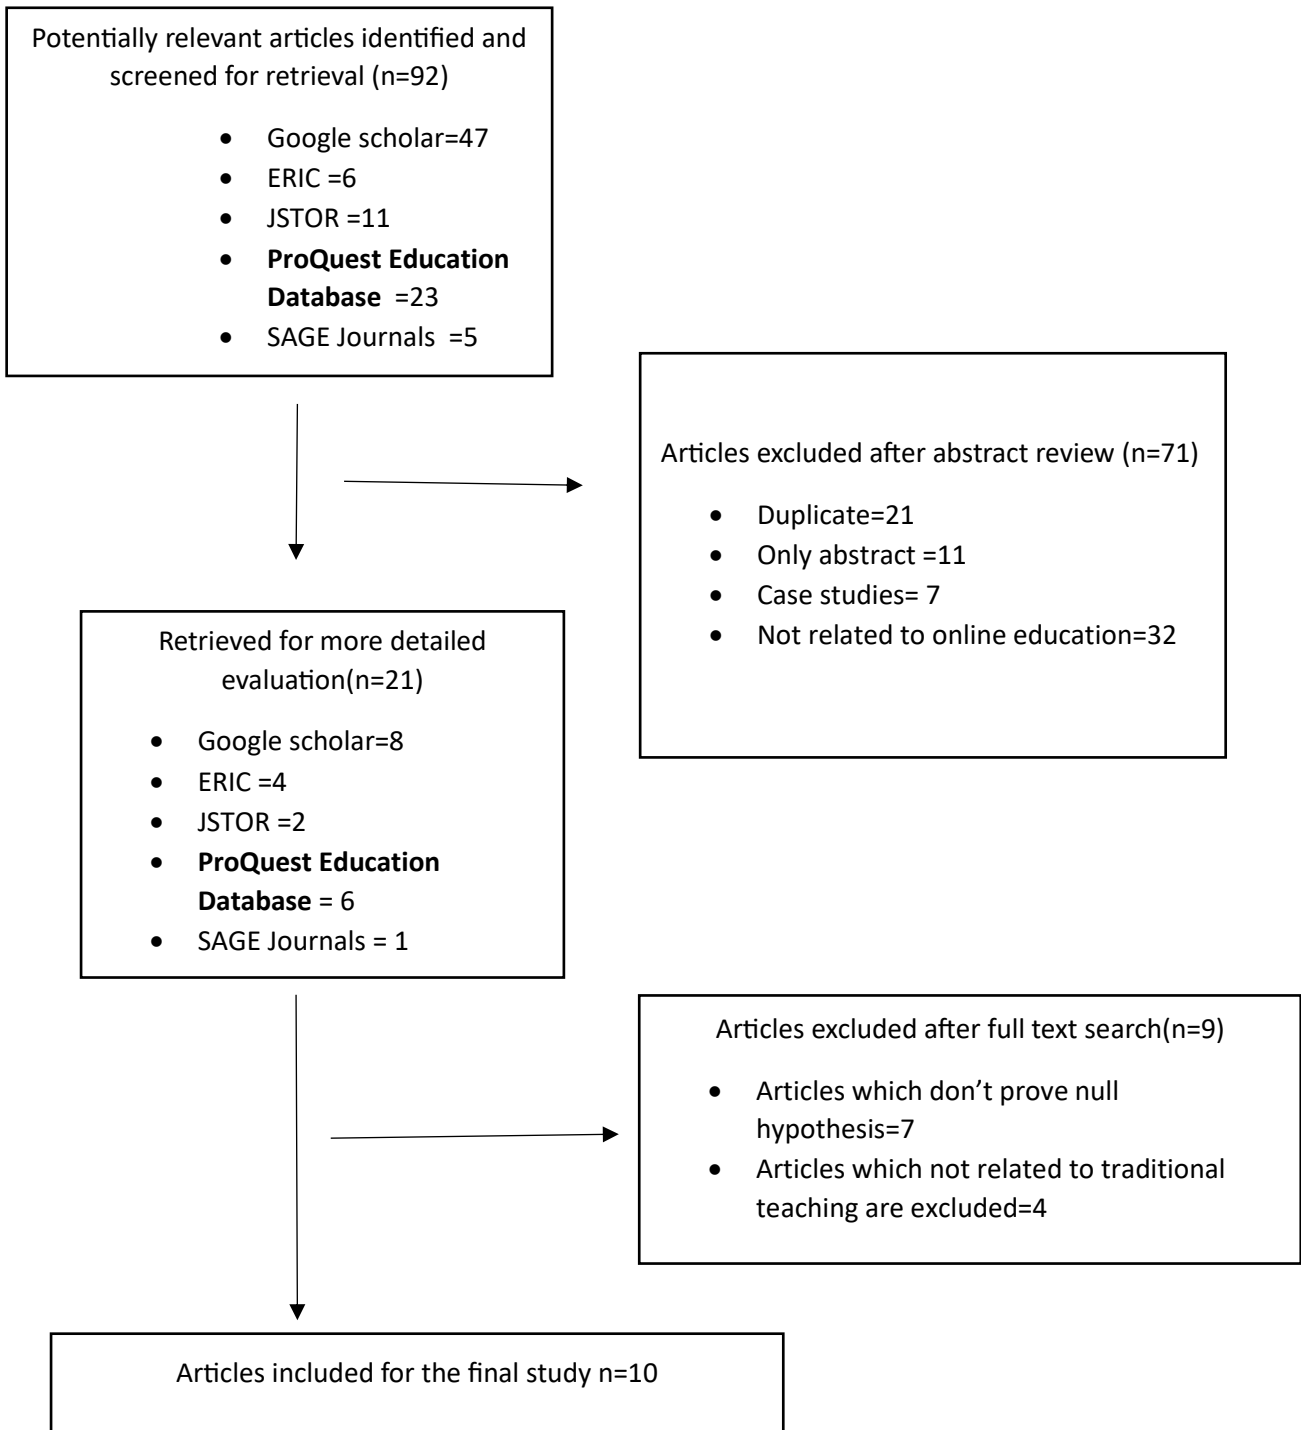 Potentially relevant articles identified and
screened for retrieval (n=92)
• Google scholar=47
• ERIC =6
• JSTOR =11
• ProQuest Education
Database =23
• SAGE Journals =5
Articles excluded after abstract review (n=71)
• Duplicate=21
• Only abstract =11
• Case studies= 7
• Not related to online education=32
Retrieved for more detailed
evaluation(n=21)
• Google scholar=8
• ERIC =4
• JSTOR =2
• ProQuest Education
Database = 6
• SAGE Journals = 1
Articles excluded after full text search(n=9)
• Articles which don’t prove null
hypothesis=7
• Articles which not related to traditional
teaching are excluded=4
Articles included for the final study n=10